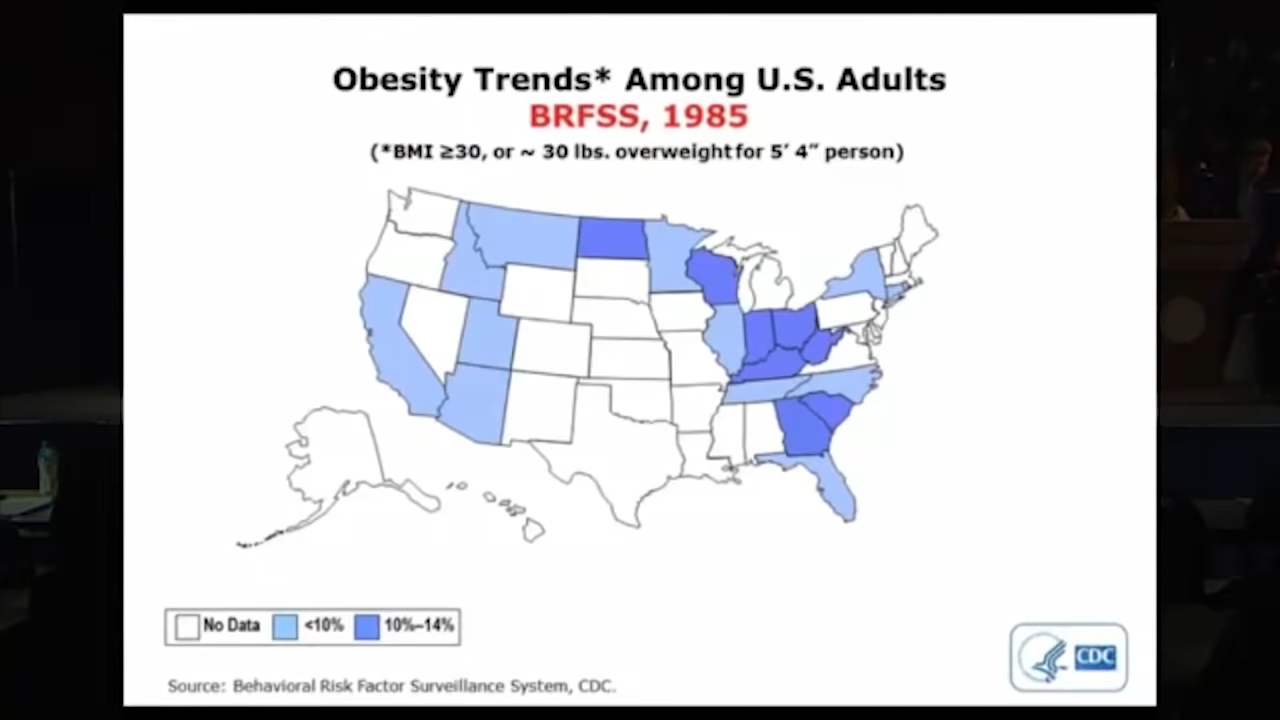 Obesity Trends* Among U.S. Adults
BRFSS, 1985
(*BMI ≥30, or ~ 30 lbs. overweight for 5’ 4” person)
No Data <10% 10%–14%
CDC
Source: Behavioral Risk Factor Surveillance System, CDC.